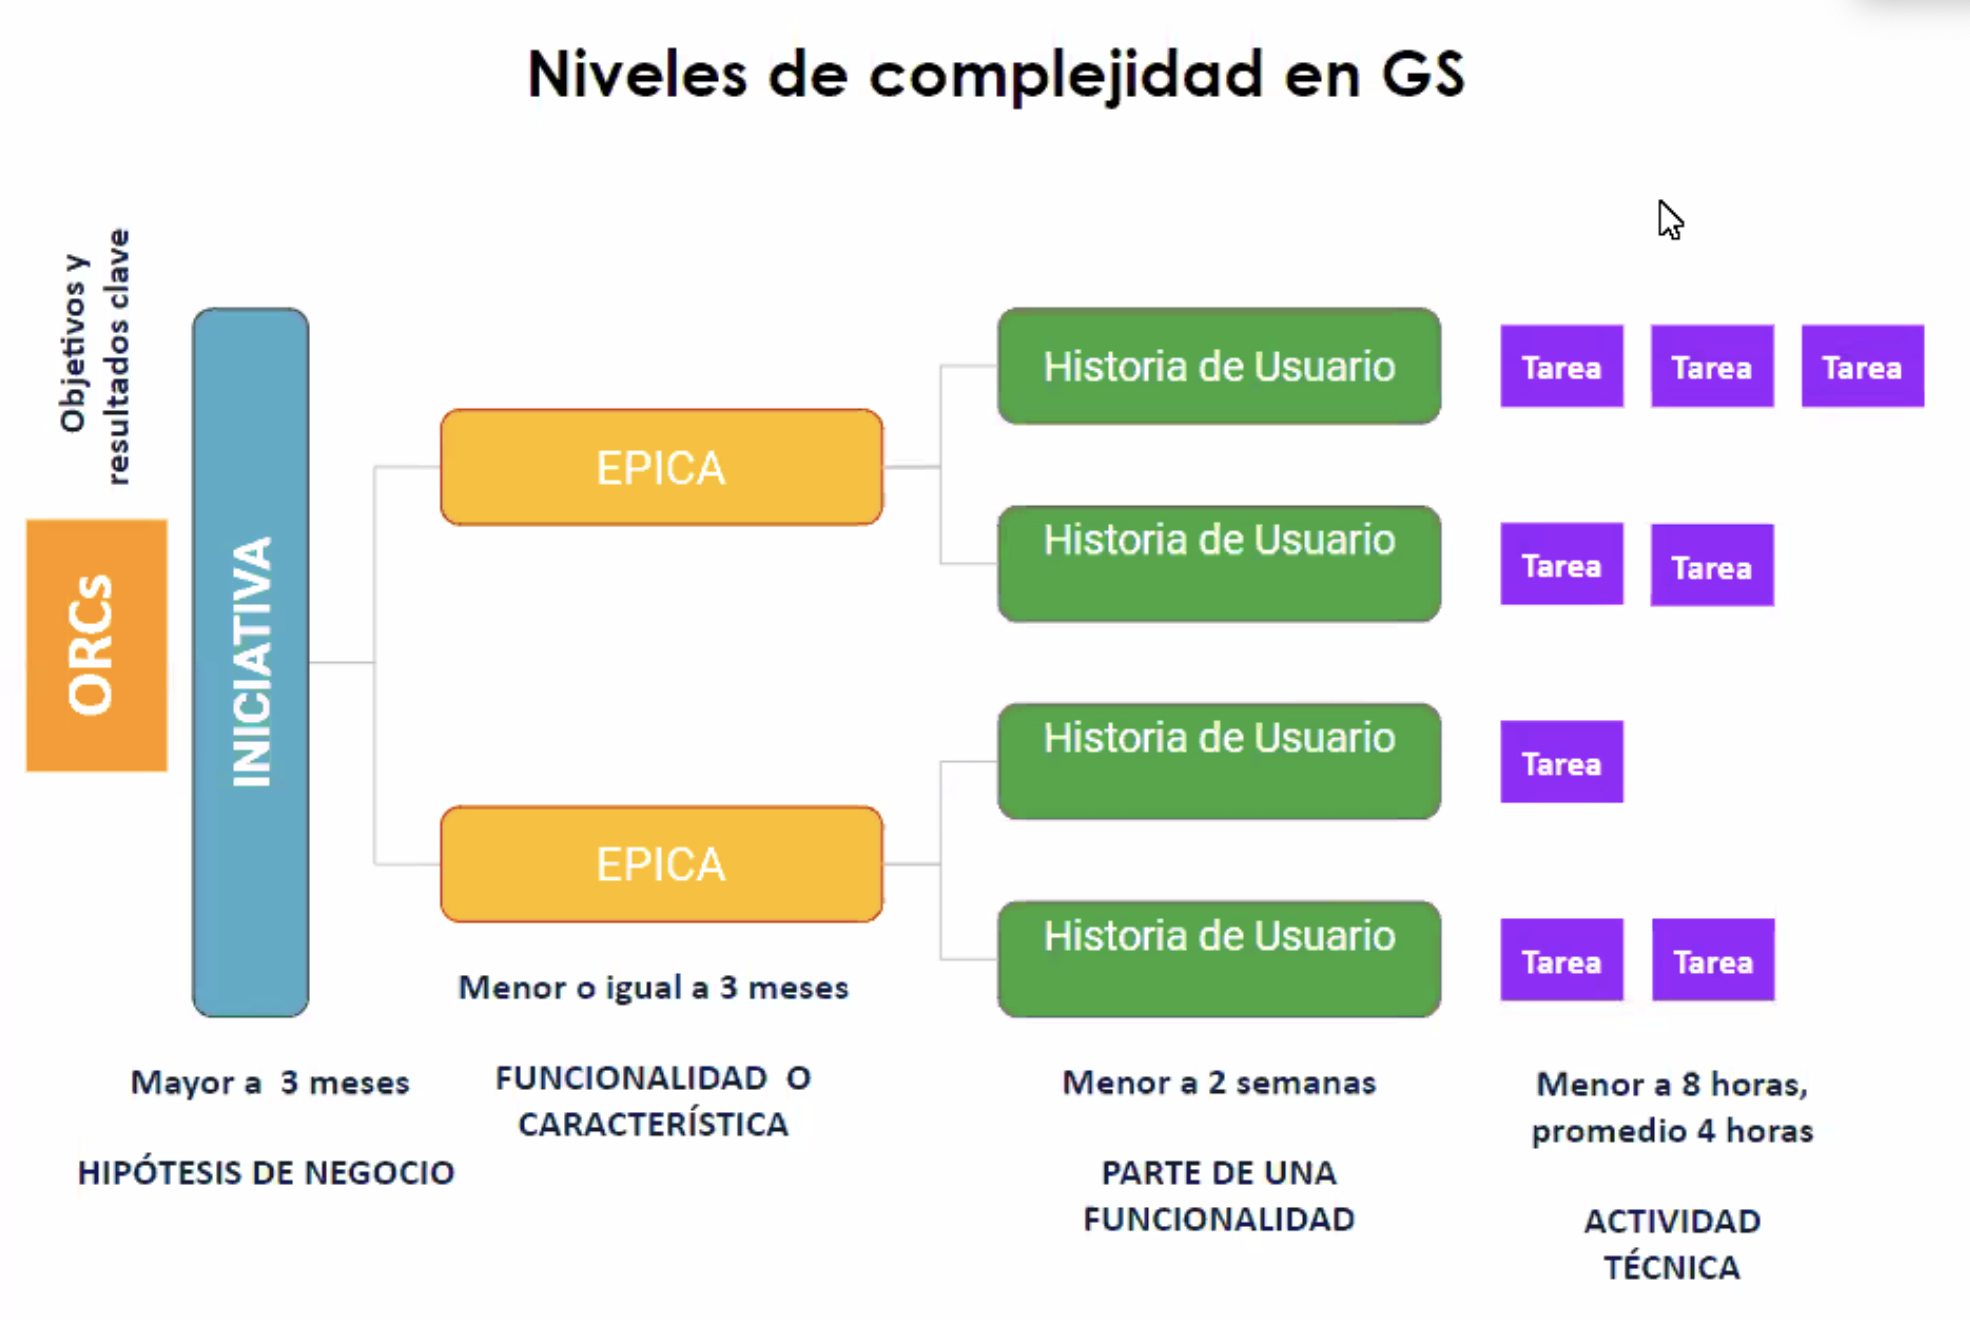 Niveles de complejidad en GS
Objetivos y
resultados clave
ORCs
INICIATIVA
EPICA
EPICA
Historia de Usuario
Historia de Usuario
Historia de Usuario
Historia de Usuario
Tarea
Tarea
Tarea
Tarea
Tarea
Tarea
Tarea
Tarea
Mayor a 3 meses
HIPÓTESIS DE NEGOCIO
Menor o igual a 3 meses
FUNCIONALIDAD O
CARACTERÍSTICA
Menor a 2 semanas
PARTE DE UNA
FUNCIONALIDAD
Menor a 8 horas,
promedio 4 horas
ACTIVIDAD
TÉCNICA